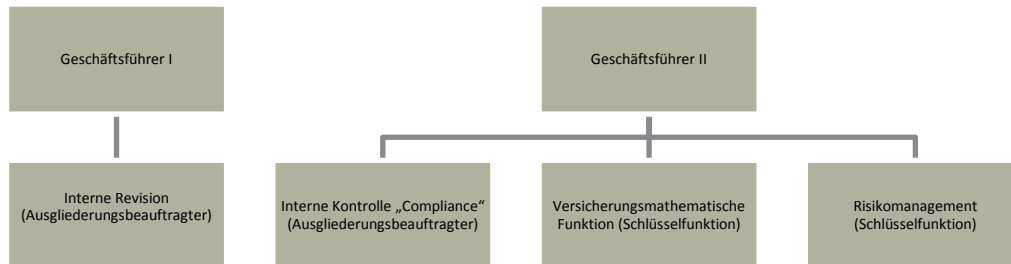 Geschäftsführer I
Geschäftsführer II
Interne Revision
(Ausgliederungsbeauftragter)
Interne Kontrolle „Compliance“
(Ausgliederungsbeauftragter)
Versicherungsmathematische
Funktion (Schlüsselfunktion)
Risikomanagement
(Schlüsselfunktion)